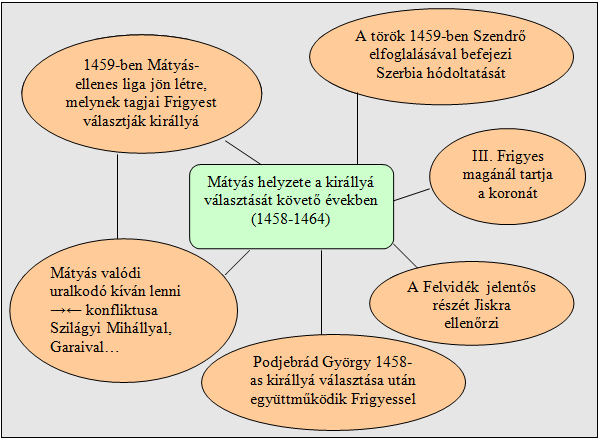 A török 1459-ben Szendrő
elfoglalásával befejezi
Szerbia hódoltatását
1459-ben Mátyás-
ellenes liga jön létre,
melynek tagjai Frigyest
választják királlyá
III. Frigyes
magánál tartja
a koronát
Mátyás helyzete a királlyá
választását követő években
(1458-1464)
Mátyás valódi
uralkodó kíván lenni
→← konfliktusa
Szilágyi Mihállyal,
Garaival…
A Felvidék jelentős
részét Jiskra
ellenőrzi
Podjebrád György 1458-
as királlyá választása után
együttműködik Frigyessel